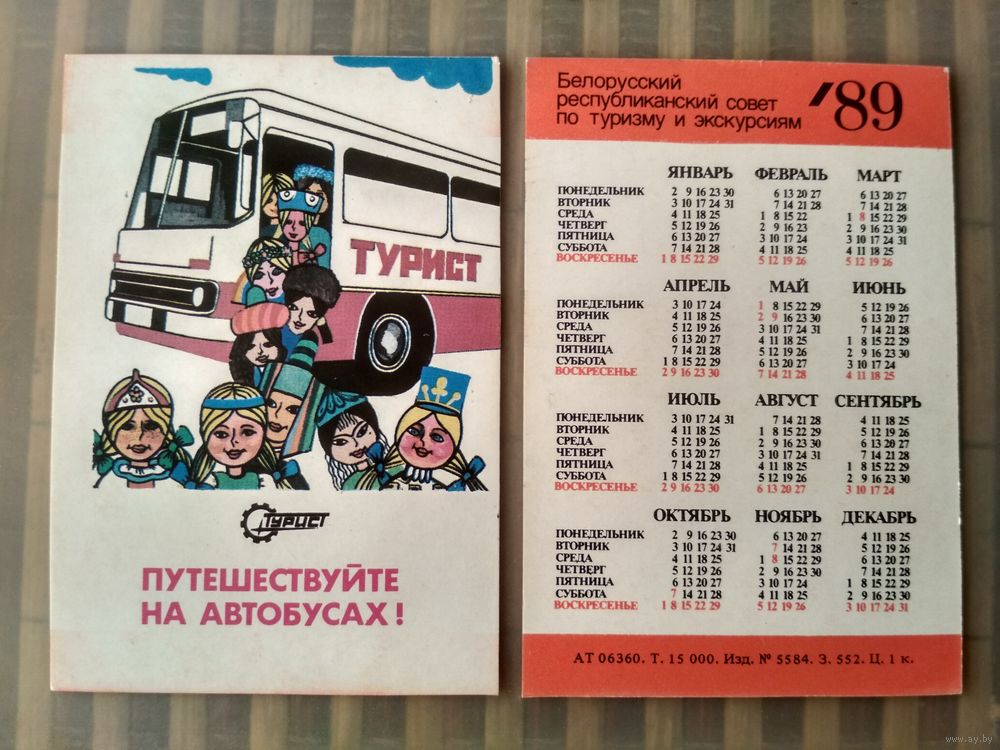 ТУРИСТ
ТУРИСТ
ПУТЕШЕСТВУЙТЕ
НА АВТОБУСАХ!
Белорусский
республиканский совет
по туризму и экскурсиям
'89
ЯНВАРЬ ФЕВРАЛЬ МАРТ
ПОНЕДЕЛЬНИК 2 9 16 23 30 6 13 20 27 6 13 20 27
ВТОРНИК 3 10 17 24 31 7 14 21 28 7 14 21 28
СРЕДА 4 11 18 25 1 8 15 22 1 8 15 22 29
ЧЕТВЕРГ 5 12 19 26 2 9 16 23 2 9 16 23 30
ПЯТНИЦА 6 13 20 27 3 10 17 24 3 10 17 24 31
СУББОТА 7 14 21 28 4 11 18 25 4 11 18 25
ВОСКРЕСЕНЬЕ 1 8 15 22 29 5 12 19 26 5 12 19 26
АПРЕЛЬ МАЙ ИЮНЬ
ПОНЕДЕЛЬНИК 3 10 17 24 1 8 15 22 29 5 12 19 26
ВТОРНИК 4 11 18 25 2 9 16 23 30 6 13 20 27
СРЕДА 5 12 19 26 3 10 17 24 31 7 14 21 28
ЧЕТВЕРГ 6 13 20 27 4 11 18 25 1 8 15 22 29
ПЯТНИЦА 7 14 21 28 5 12 19 26 2 9 16 23 30
СУББОТА 1 8 15 22 29 6 13 20 27 3 10 17 24
ВОСКРЕСЕНЬЕ 2 9 16 23 30 7 14 21 28 4 11 18 25
ИЮЛЬ АВГУСТ СЕНТЯБРЬ
ПОНЕДЕЛЬНИК 3 10 17 24 31 7 14 21 28 4 11 18 25
ВТОРНИК 4 11 18 25 1 8 15 22 29 5 12 19 26
СРЕДА 5 12 19 26 2 9 16 23 30 6 13 20 27
ЧЕТВЕРГ 6 13 20 27 3 10 17 24 31 7 14 21 28
ПЯТНИЦА 7 14 21 28 4 11 18 25 1 8 15 22 29
СУББОТА 1 8 15 22 29 5 12 19 26 2 9 16 23 30
ВОСКРЕСЕНЬЕ 2 9 16 23 30 6 13 20 27 3 10 17 24
ОКТЯБРЬ НОЯБРЬ ДЕКАБРЬ
ПОНЕДЕЛЬНИК 2 9 16 23 30 6 13 20 27 4 11 18 25
ВТОРНИК 3 10 17 24 31 7 14 21 28 5 12 19 26
СРЕДА 4 11 18 25 1 8 15 22 29 6 13 20 27
ЧЕТВЕРГ 5 12 19 26 2 9 16 23 30 7 14 21 28
ПЯТНИЦА 6 13 20 27 3 10 17 24 1 8 15 22 29
СУББОТА 7 14 21 28 4 11 18 25 2 9 16 23 30
ВОСКРЕСЕНЬЕ 1 8 15 22 29 5 12 19 26 3 10 17 24 31
АТ 06360. Т. 15 000. Изд. № 5584. З. 552. Ц. 1 к.
www.ay.by